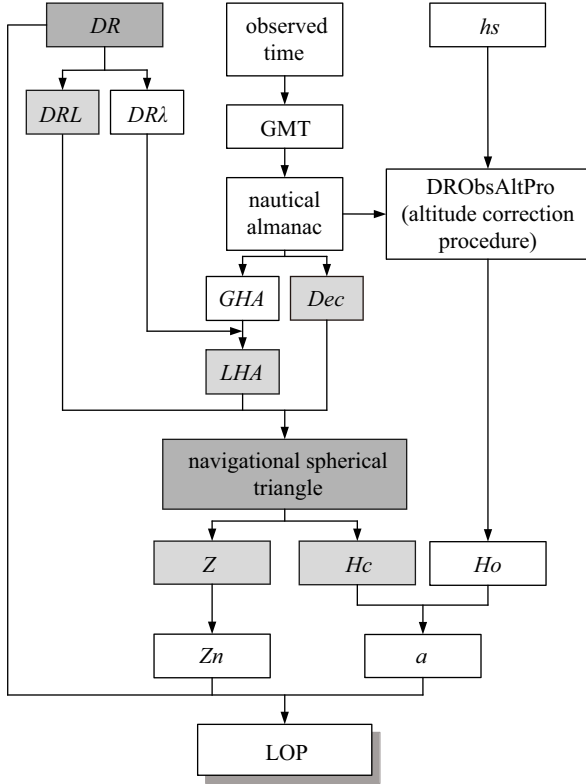 DR
observed
time
hs
DRL
DRλ
GMT
nautical
almanac
DRObsAltPro
(altitude correction
procedure)
GHA
Dec
LHA
navigational spherical
triangle
Z
Hc
Ho
Zn
a
LOP